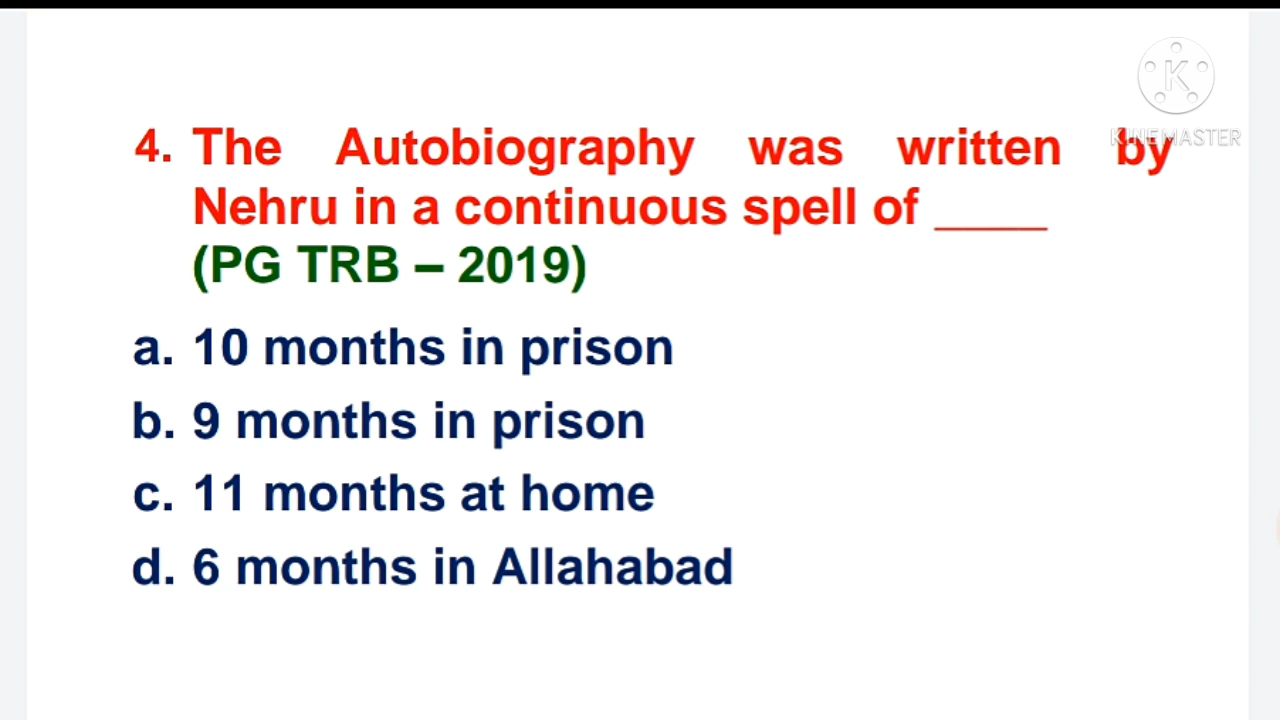 KINEMASTER
4. The Autobiography was written by
Nehru in a continuous spell of ____
(PG TRB – 2019)
a. 10 months in prison
b. 9 months in prison
c. 11 months at home
d. 6 months in Allahabad